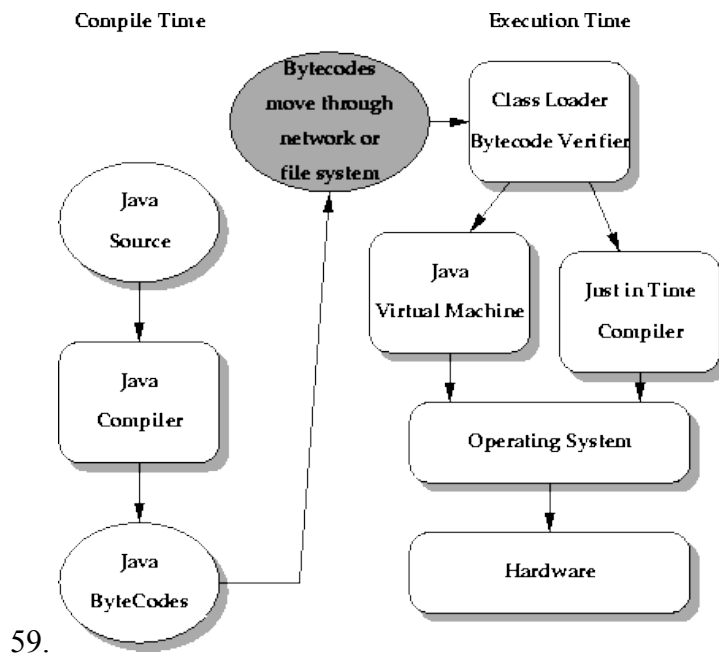 Compile Time
Execution Time
Bytecodes
move through
network or
file system
Class Loader
Bytecode Verifier
Java
Source
Java
Virtual Machine
Just in Time
Compiler
Java
Compiler
Operating System
Java
ByteCodes
Hardware
59.